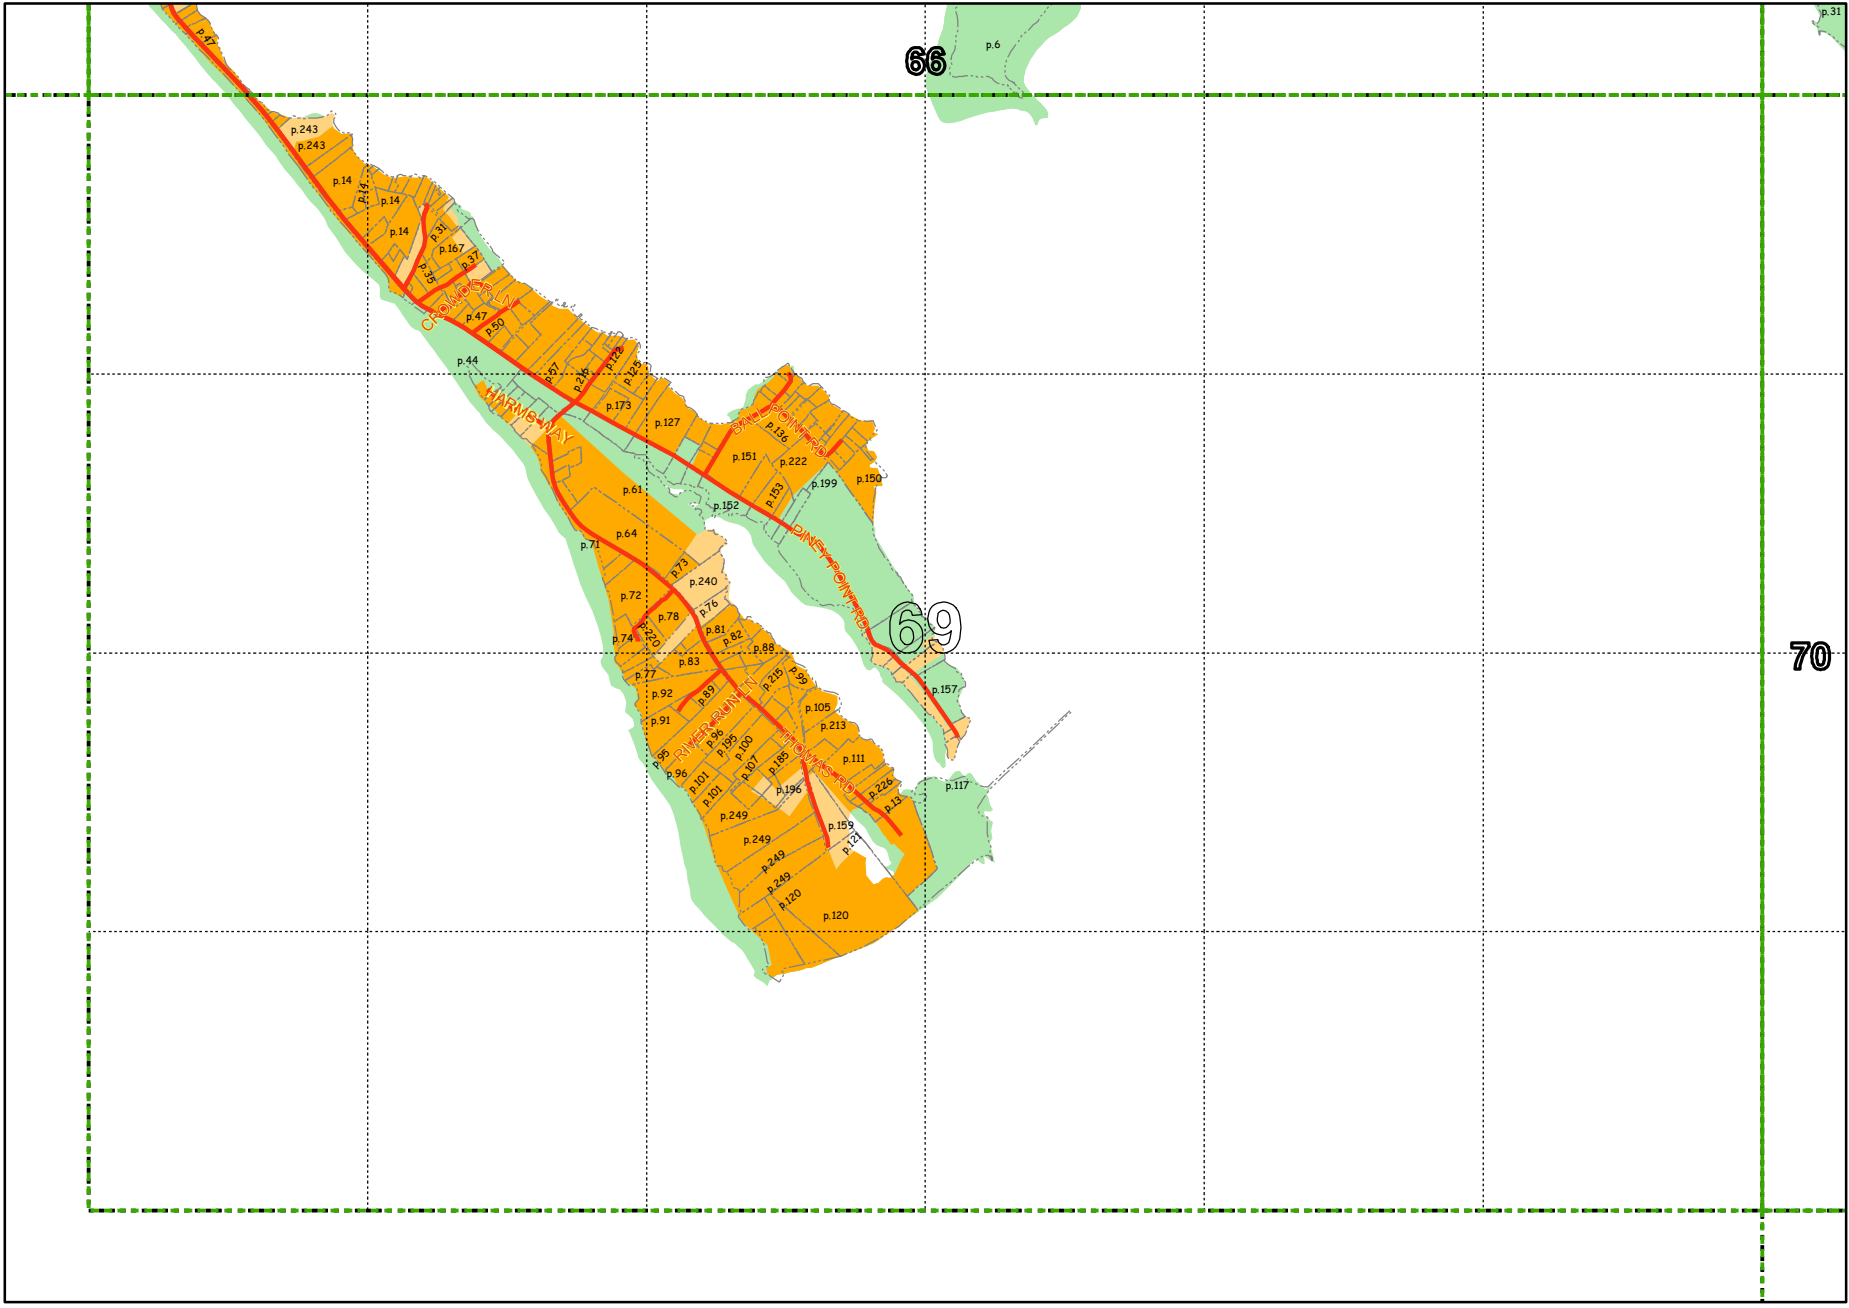 p.31
p.47
p.6
66
p.243
p.243
p.14
p.14
p.14
p.14
p.31
p.167
p.37
p.35
CROWDER LN
p.47
p.50
p.44
p.57
p.216
p.122
p.125
HARMS WAY
p.173
p.127
BALL POINT RD
p.136
p.151
p.222
p.153
p.199
p.150
p.61
p.152
p.64
p.71
PINEY POINT RD
p.73
p.240
p.72
p.76
p.78
p.220
p.74
p.81
p.82
p.88
69
70
p.83
p.77
p.92
p.89
p.215
p.99
p.157
RIVER RUN LN
p.105
p.91
p.213
p.96
p.195
p.100
THOMAS RD
p.95
p.96
p.107
p.185
p.111
p.101
p.101
p.196
p.226
p.13
p.117
p.249
p.159
p.121
p.249
p.249
p.249
p.120
p.120